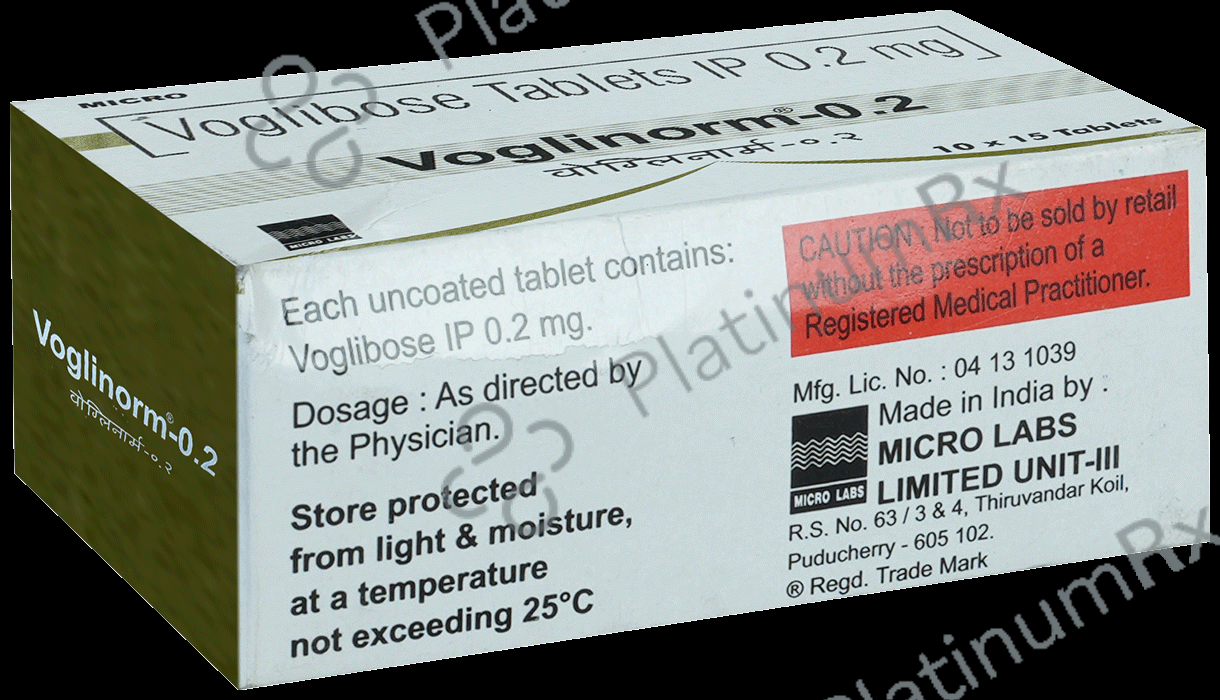 MICRO
Voglibose Tablets IP 0.2 mg
Voglinorm®-0.2
वोग्लिनार्म-०.२
10 x 15 Tablets
MICRO LABS
Voglinorm®-0.2
वोग्लिनार्म-०.२
Each uncoated tablet contains:
Voglibose IP 0.2 mg.
Dosage : As directed by
the Physician.
Store protected
from light & moisture,
at a temperature
not exceeding 25°C
CAUTION : Not to be sold by retail
without the prescription of a
Registered Medical Practitioner.
Mfg. Lic. No. : 04 13 1039
Made in India by :
MICRO LABS
LIMITED UNIT-III
MICRO LABS
R.S. No. 63 / 3 & 4, Thiruvandar Koil,
Puducherry - 605 102.
® Regd. Trade Mark
PlatinumRx
PlatinumRx